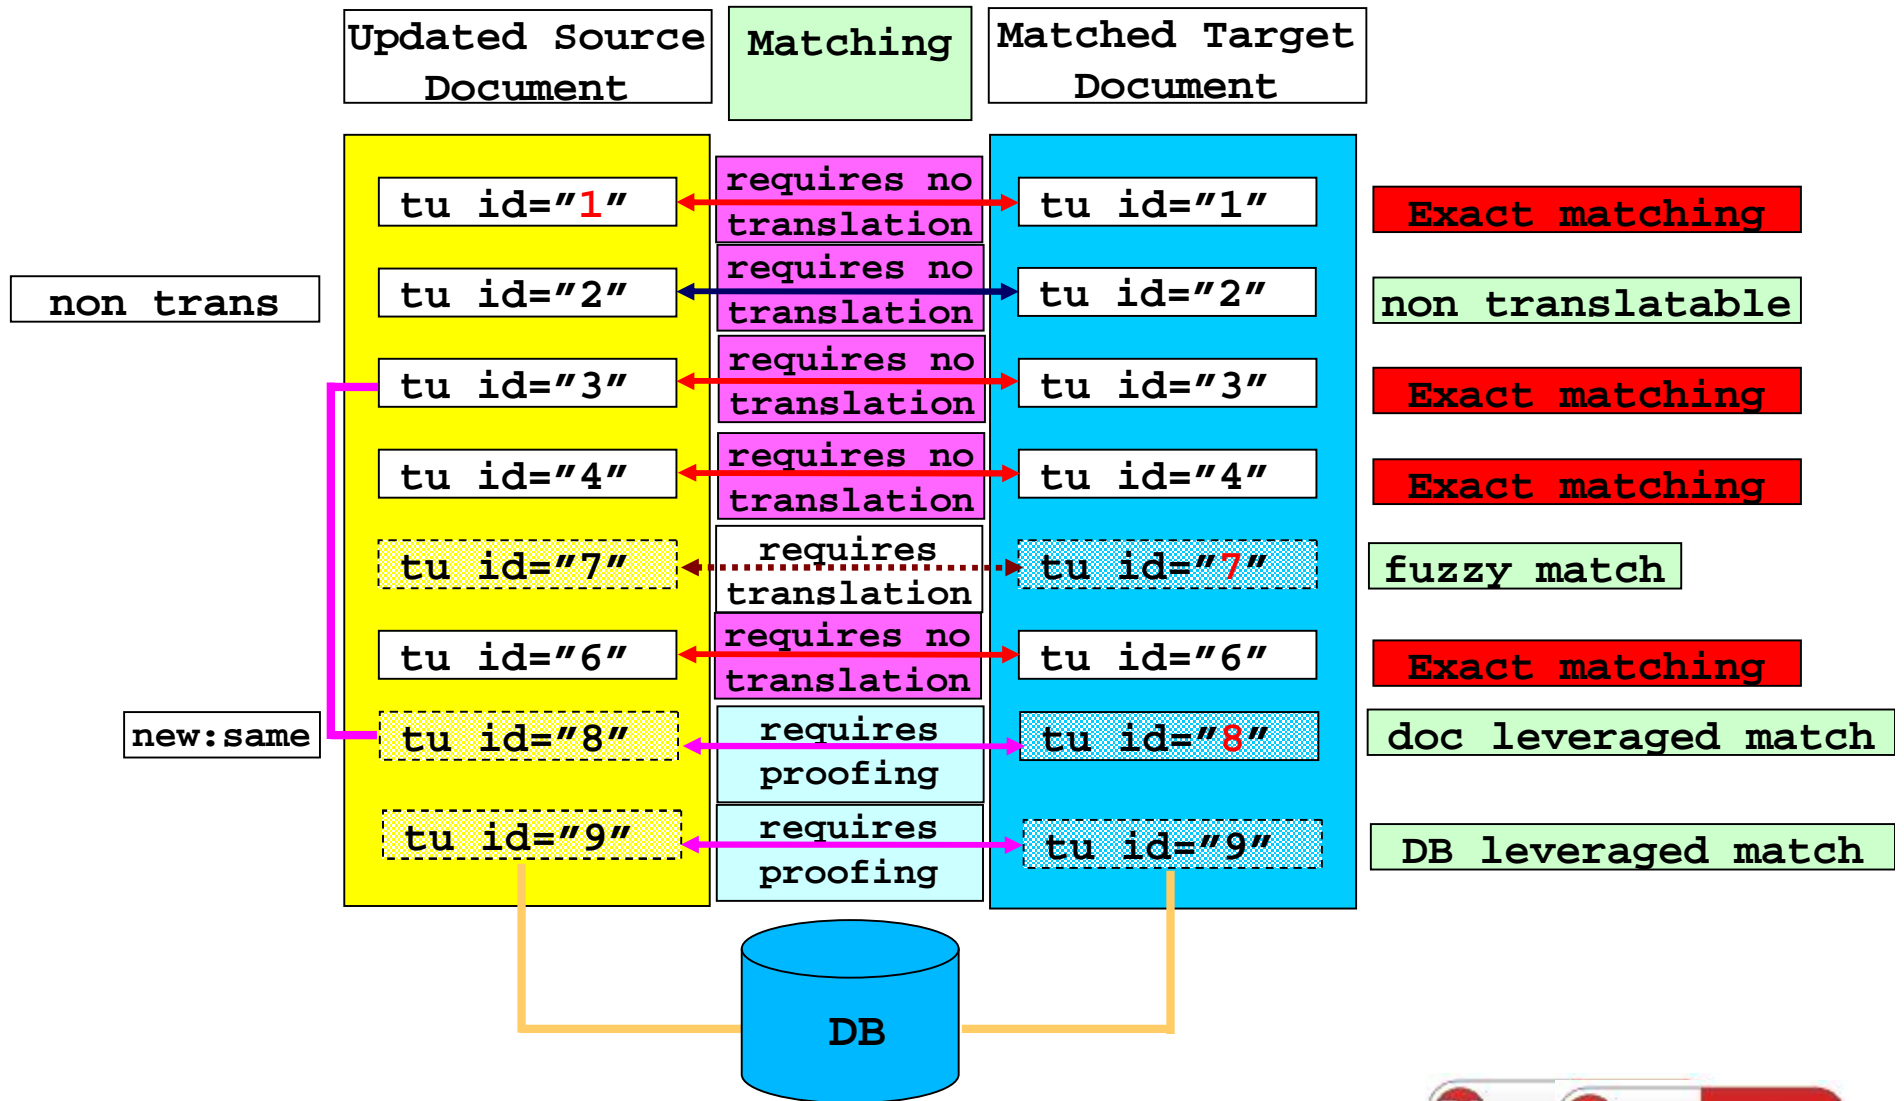 Updated Source
Document
Matching
Matched Target
Document
tu id="1"
requires no
translation
tu id="1"
Exact matching
non trans
tu id="2"
requires no
translation
tu id="2"
non translatable
tu id="3"
requires no
translation
tu id="3"
Exact matching
tu id="4"
requires no
translation
tu id="4"
Exact matching
tu id="7"
requires
translation
tu id="7"
fuzzy match
tu id="6"
requires no
translation
tu id="6"
Exact matching
new:same
tu id="8"
requires
proofing
tu id="8"
doc leveraged match
tu id="9"
requires
proofing
tu id="9"
DB leveraged match
DB